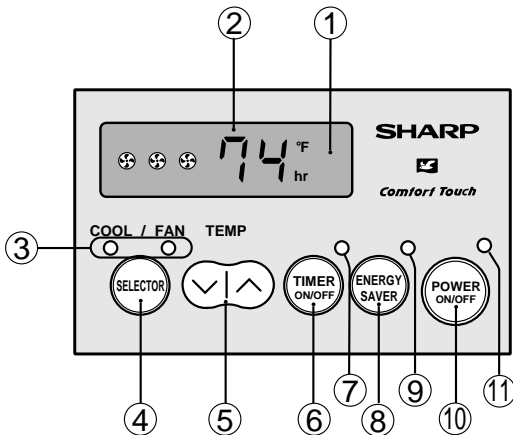 ② ①
74 °F
hr
SHARP
Comfort Touch
③ COOL / FAN TEMP
SELECTOR
TIMER
ON/OFF
ENERGY
SAVER
POWER
ON/OFF
④ ⑤ ⑥ ⑦ ⑧ ⑨ ⑩ ⑪